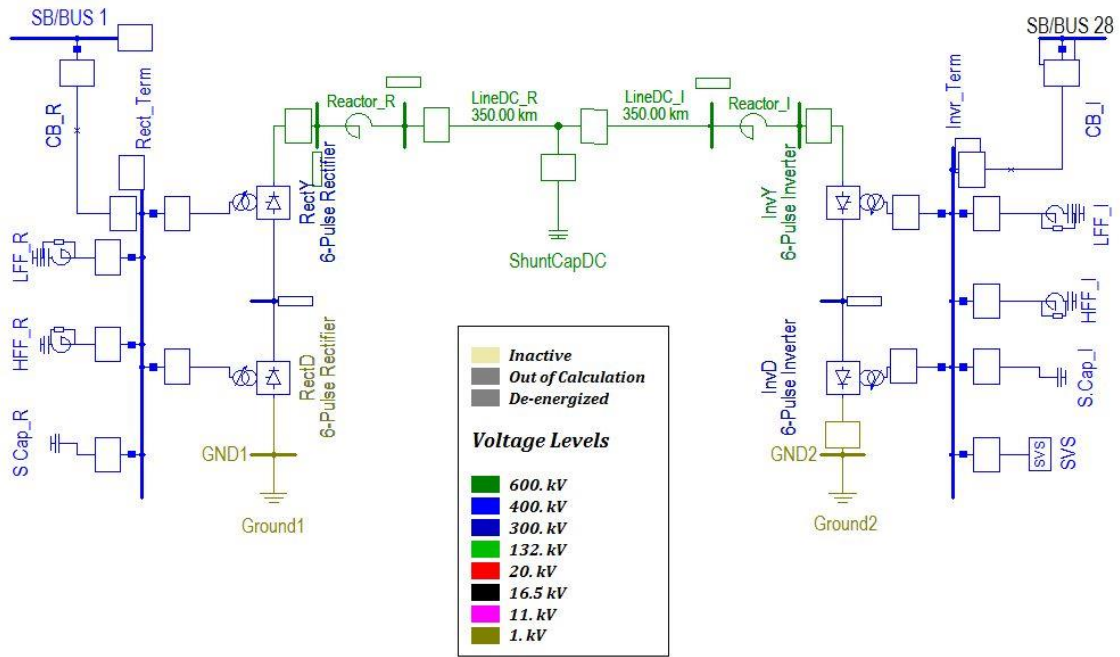 SB/BUS 1
SB/BUS 28
CB_R
Rect_Term
Reactor_R
LineDC_R
350.00 km
LineDC_I
350.00 km
Reactor_I
Invr_Term
CB_I
RectY
6-Pulse Rectifier
InvY
6-Pulse Inverter
LFF_R
LFF_I
ShuntCapDC
HFF_R
HFF_I
RectD
6-Pulse Rectifier
InvD
6-Pulse Inverter
S.Cap_R
S.Cap_I
GND1
GND2
SVS
SVS
Ground1
Ground2
Inactive
Out of Calculation
De-energized
Voltage Levels
600. kV
400. kV
300. kV
132. kV
20. kV
16.5 kV
11. kV
1. kV